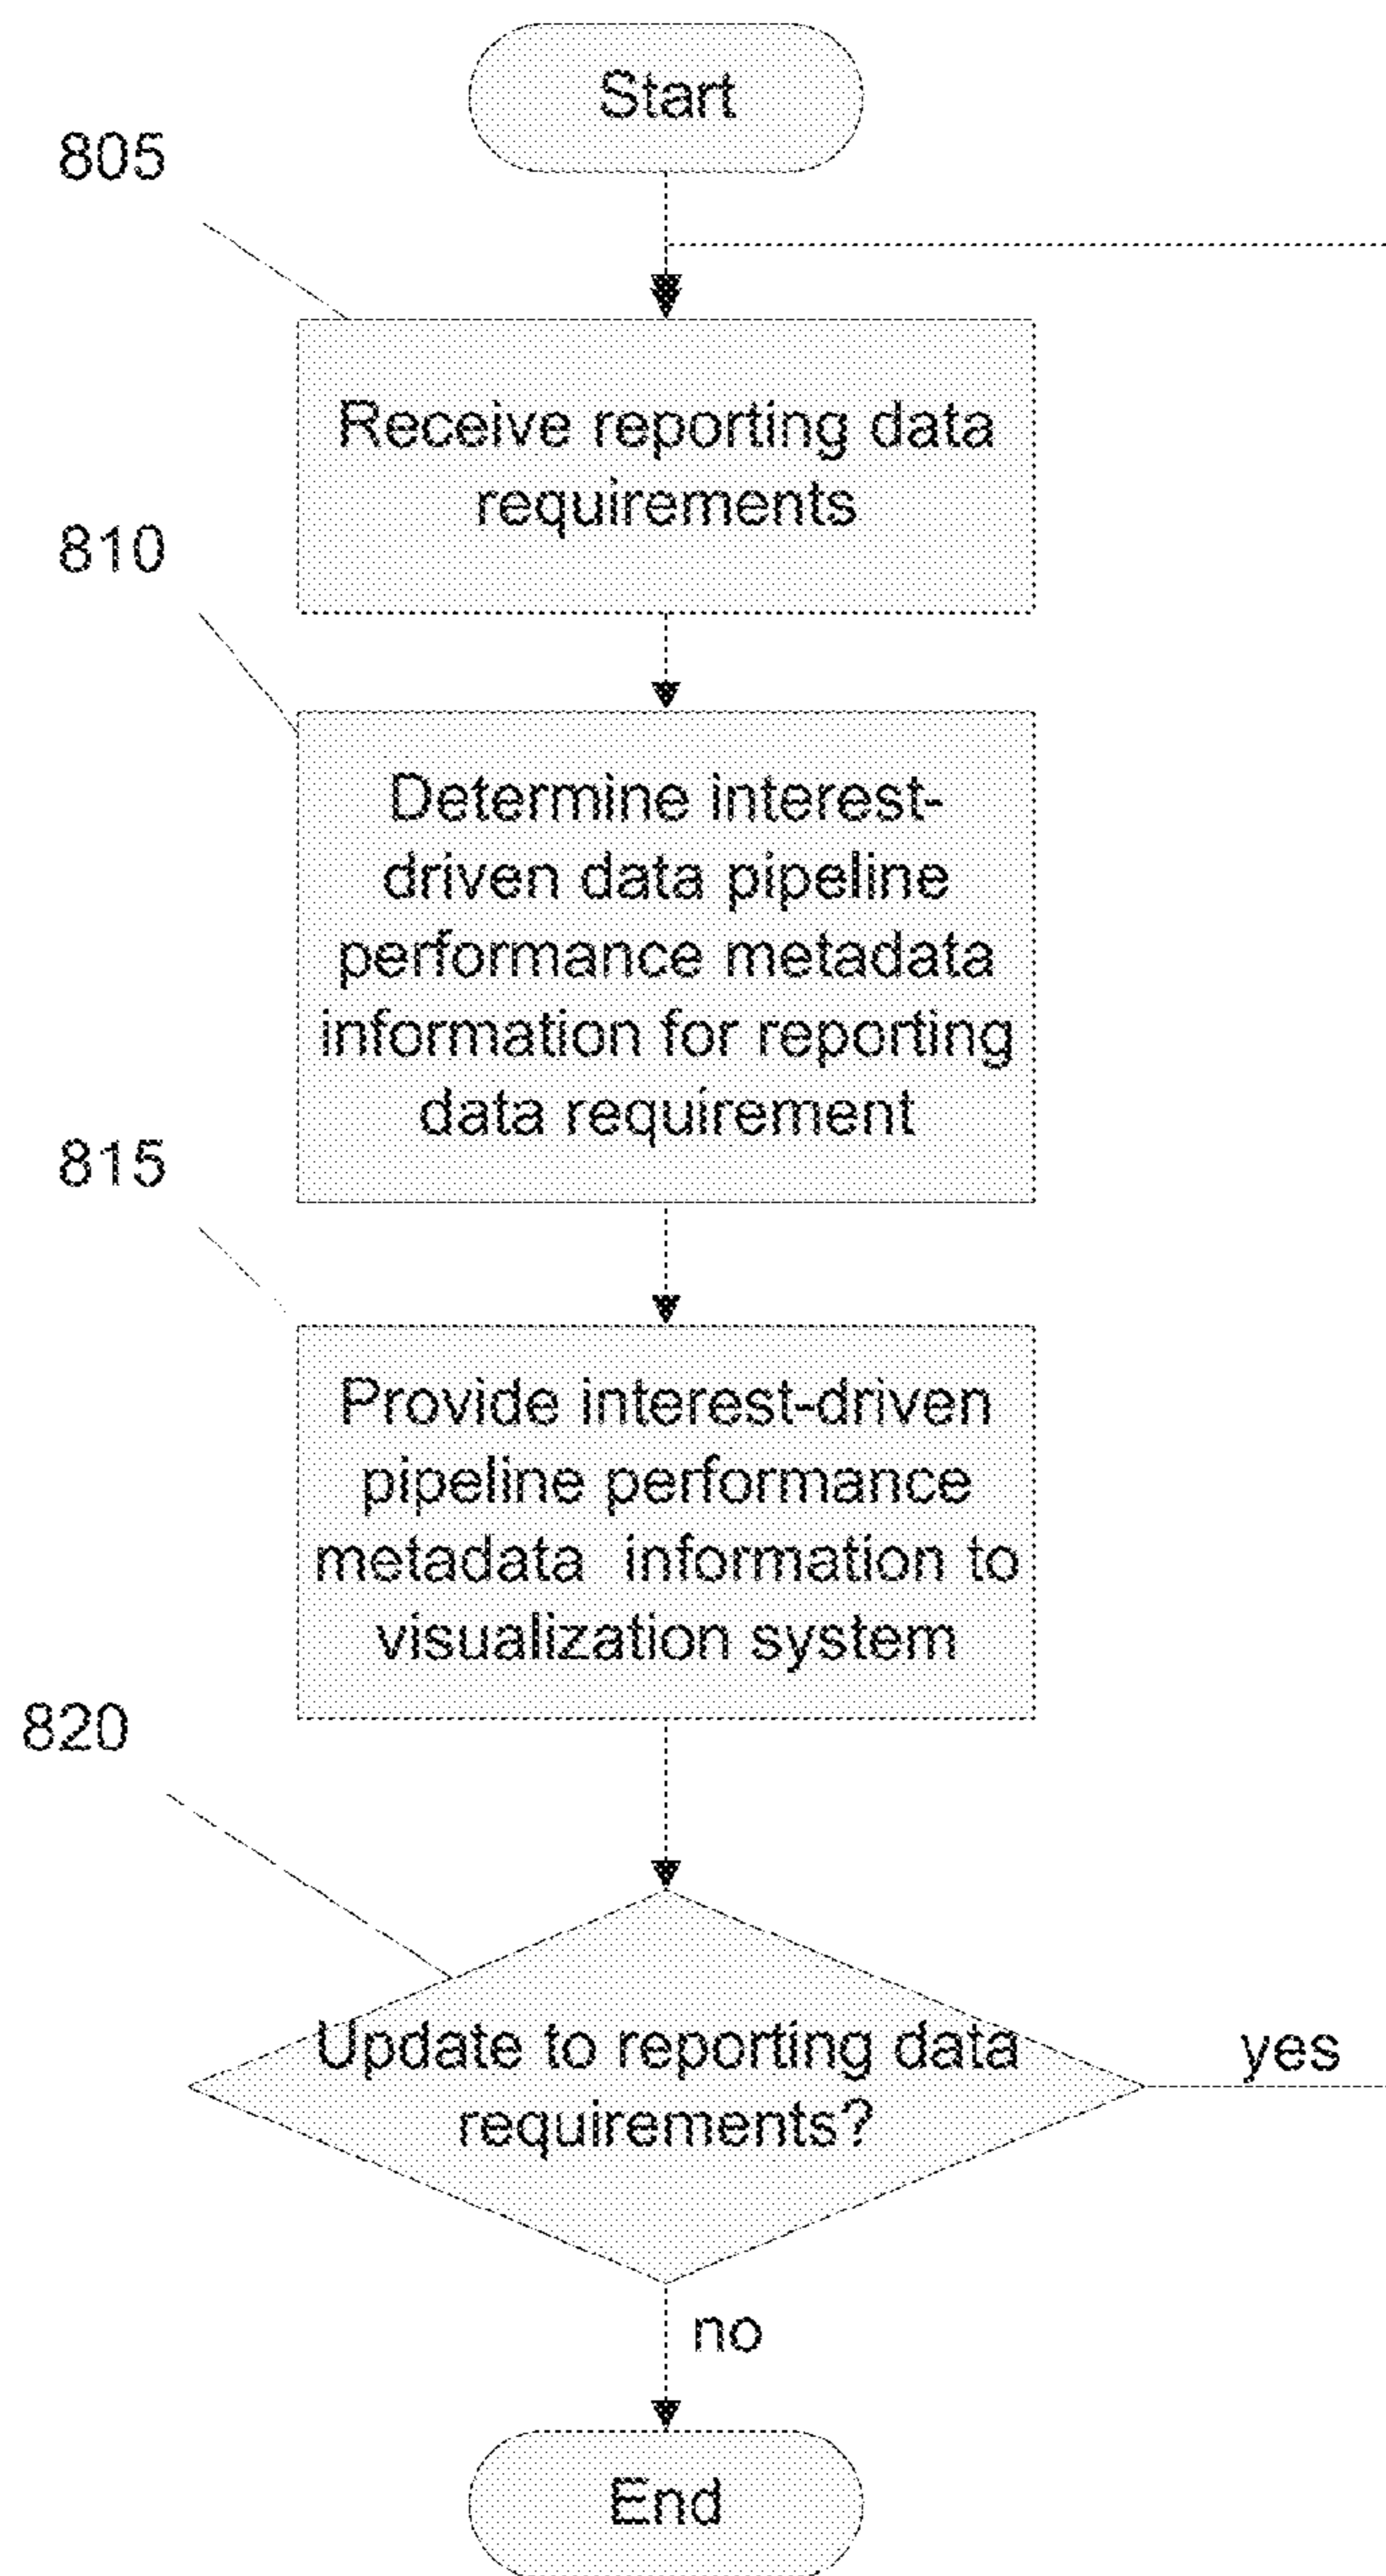 Start
805
Receive reporting data
requirements
810
Determine interest-
driven data pipeline
performance metadata
information for reporting
data requirement
815
Provide interest-driven
pipeline performance
metadata information to
visualization system
820
Update to reporting data
requirements?
yes
no
End